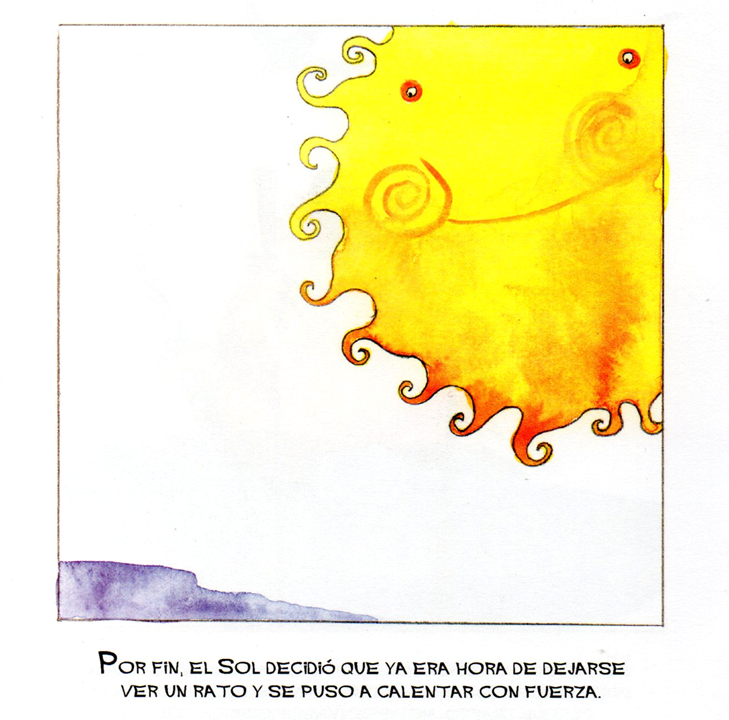 Por fin, el Sol decidió que ya era hora de dejarse
ver un rato y se puso a calentar con fuerza.